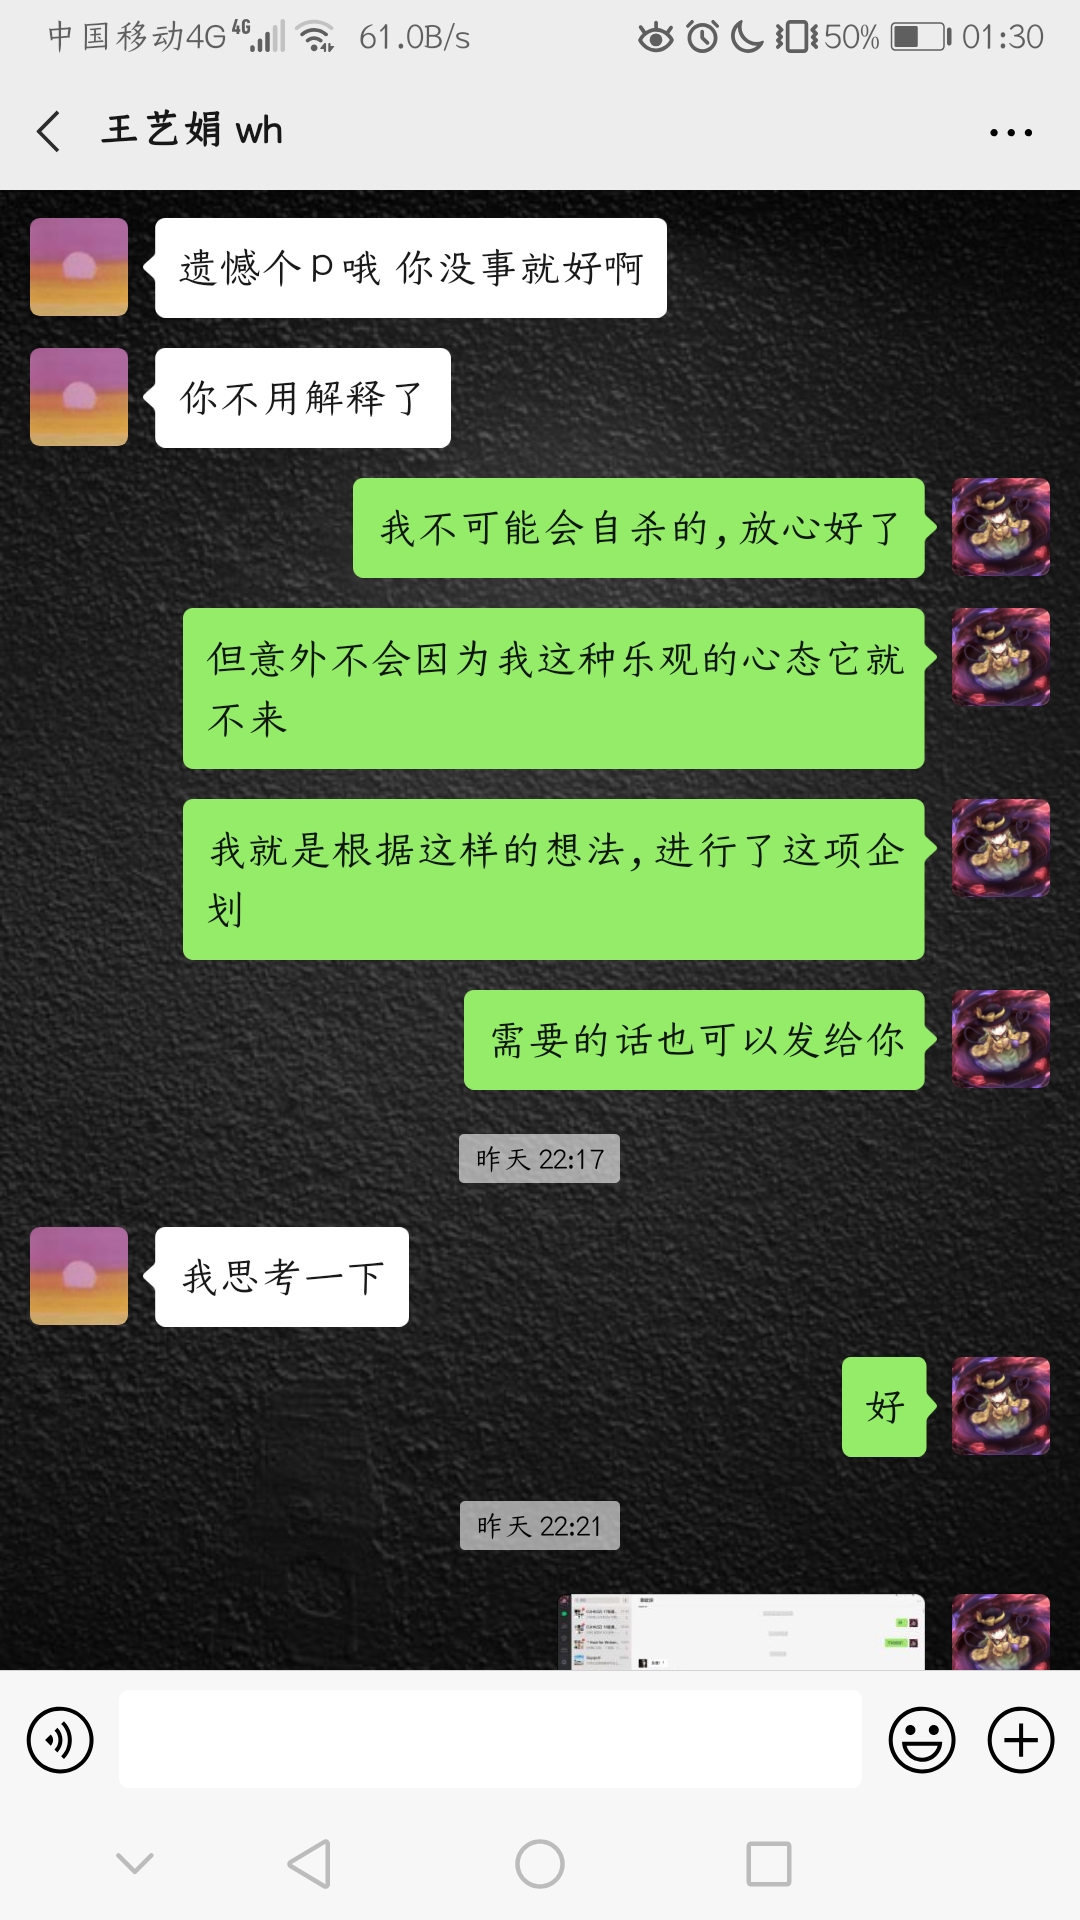 中国移动4G 4G 61.0B/s 50% 01:30
王艺娟 wh
遗憾个p哦 你没事就好啊
你不用解释了
我不可能会自杀的,放心好了
但意外不会因为我这种乐观的心态它就
不来
我就是根据这样的想法,进行了这项企
划
需要的话也可以发给你
昨天 22:17
我思考一下
好
昨天 22:21